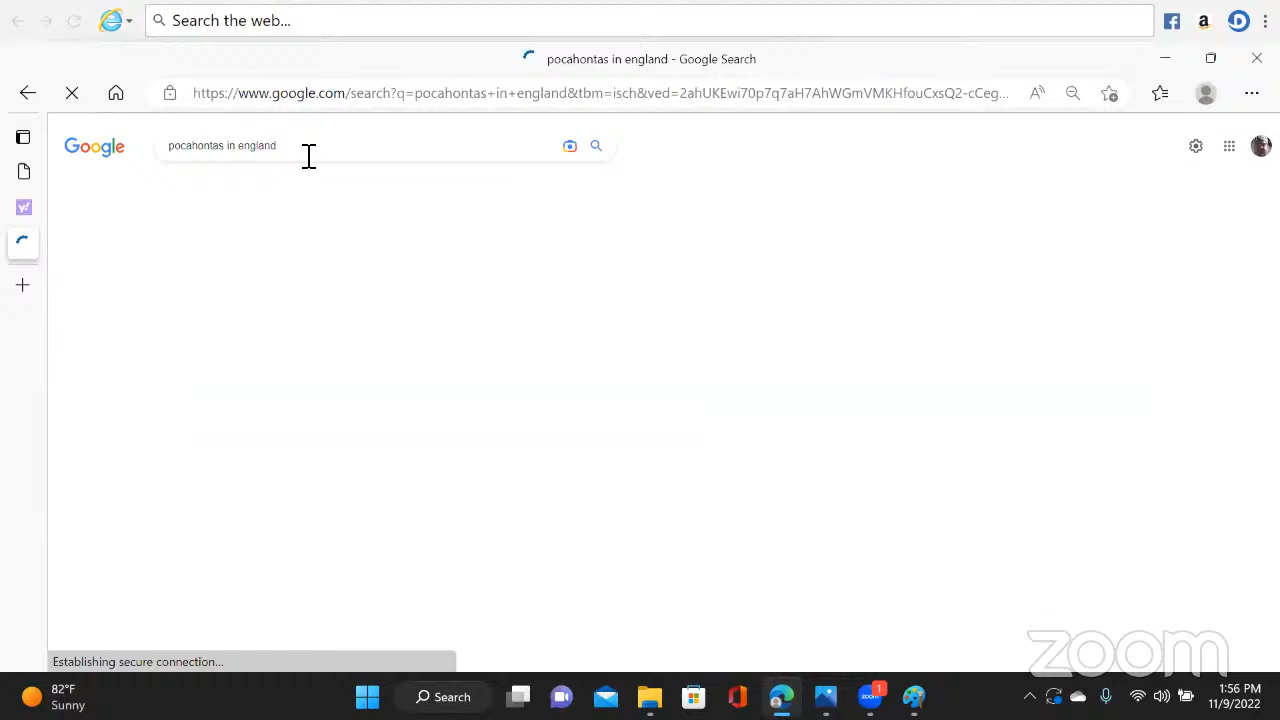 Search the web...
pocahontas in england - Google Search
https://www.google.com/search?q=pocahontas+in+england&tbm=isch&ved=2ahUKEwi70p7q7aH7AhWGmVMKHfouCxsQ2-cCeg...
Google
pocahontas in england
Establishing secure connection...
zoom
82°F
Sunny
Search
zoom
1
1:56 PM
11/9/2022